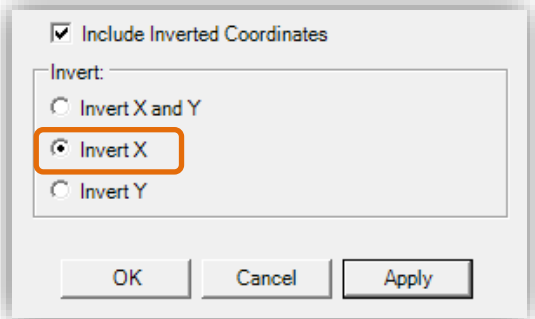 Include Inverted Coordinates
Invert:
Invert X and Y
Invert X
Invert Y
OK Cancel Apply